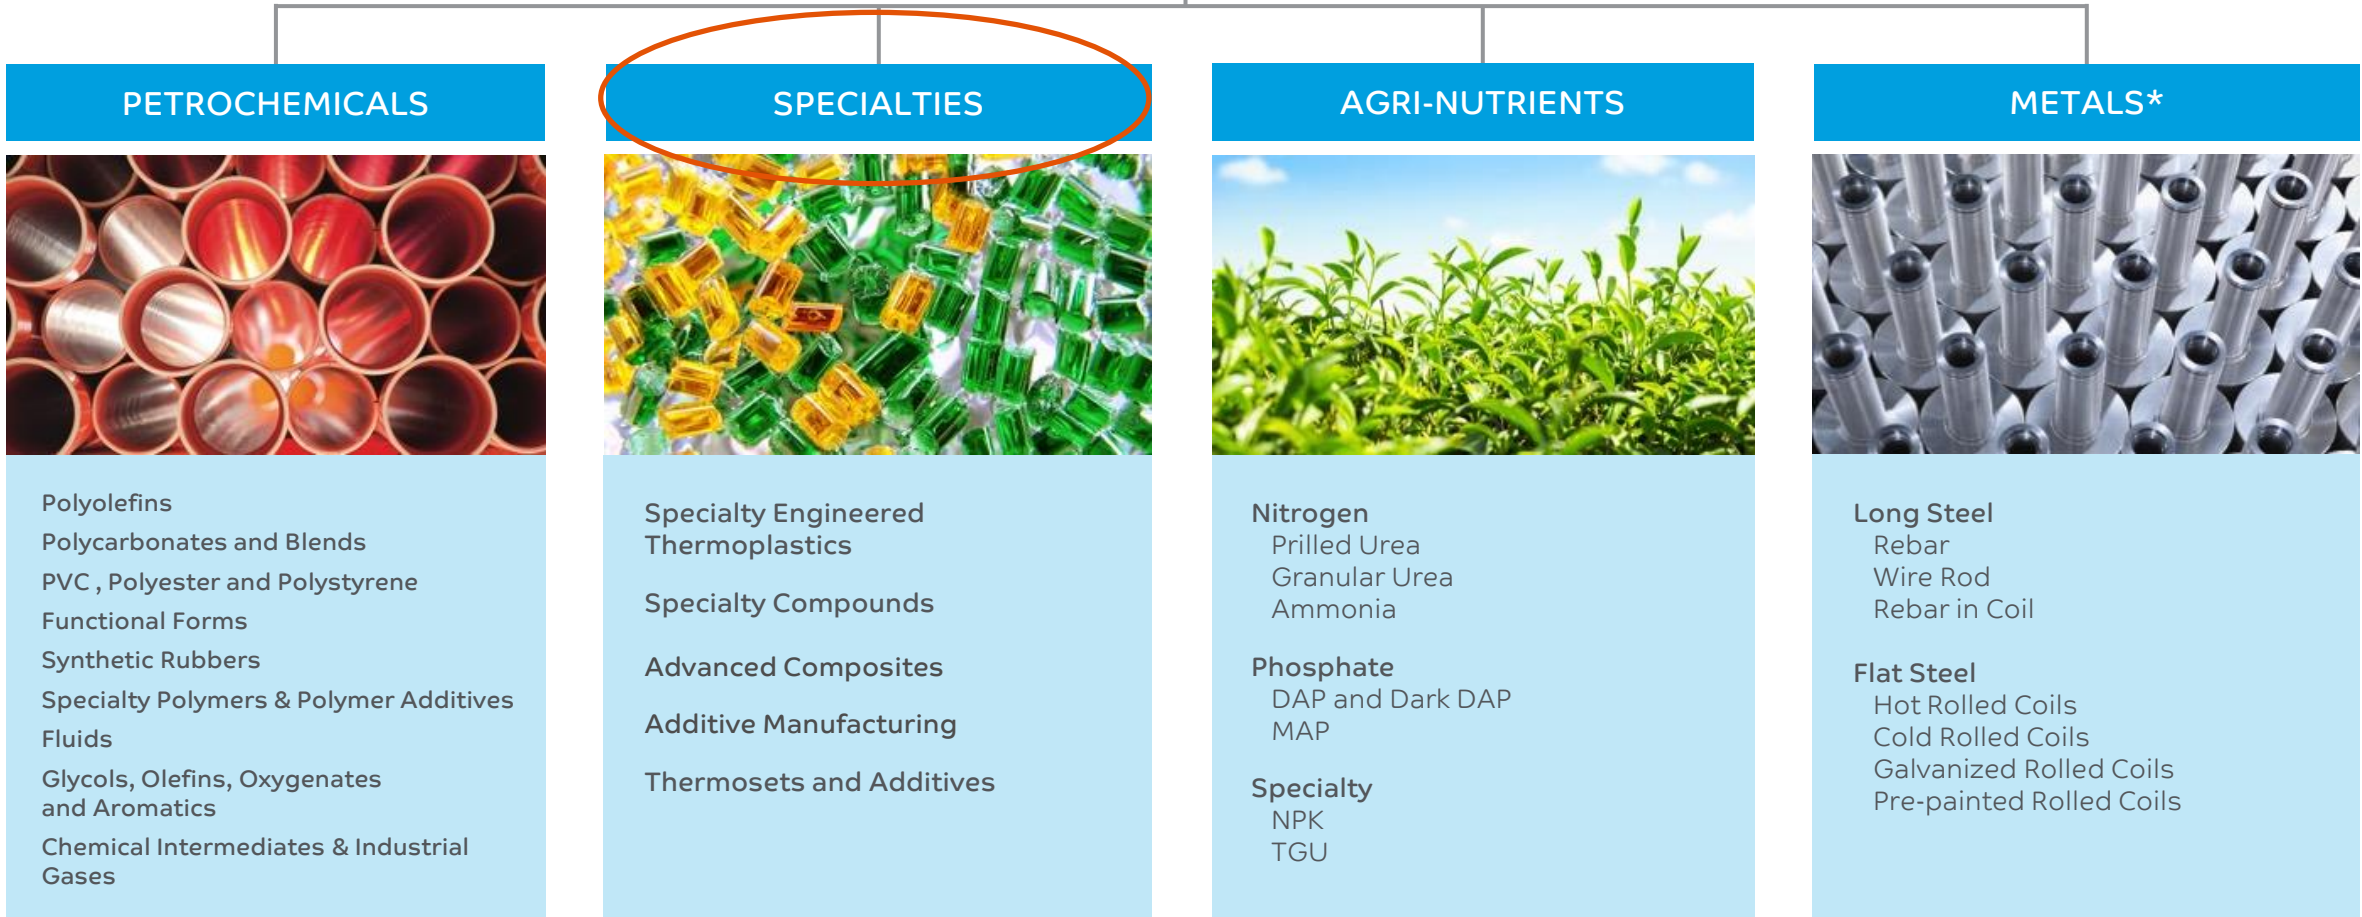 PETROCHEMICALS
Polyolefins
Polycarbonates and Blends
PVC , Polyester and Polystyrene
Functional Forms
Synthetic Rubbers
Specialty Polymers & Polymer Additives
Fluids
Glycols, Olefins, Oxygenates
and Aromatics
Chemical Intermediates & Industrial
Gases
SPECIALTIES
Specialty Engineered
Thermoplastics
Specialty Compounds
Advanced Composites
Additive Manufacturing
Thermosets and Additives
AGRI-NUTRIENTS
Nitrogen
Prilled Urea
Granular Urea
Ammonia
Phosphate
DAP and Dark DAP
MAP
Specialty
NPK
TGU
METALS*
Long Steel
Rebar
Wire Rod
Rebar in Coil
Flat Steel
Hot Rolled Coils
Cold Rolled Coils
Galvanized Rolled Coils
Pre-painted Rolled Coils